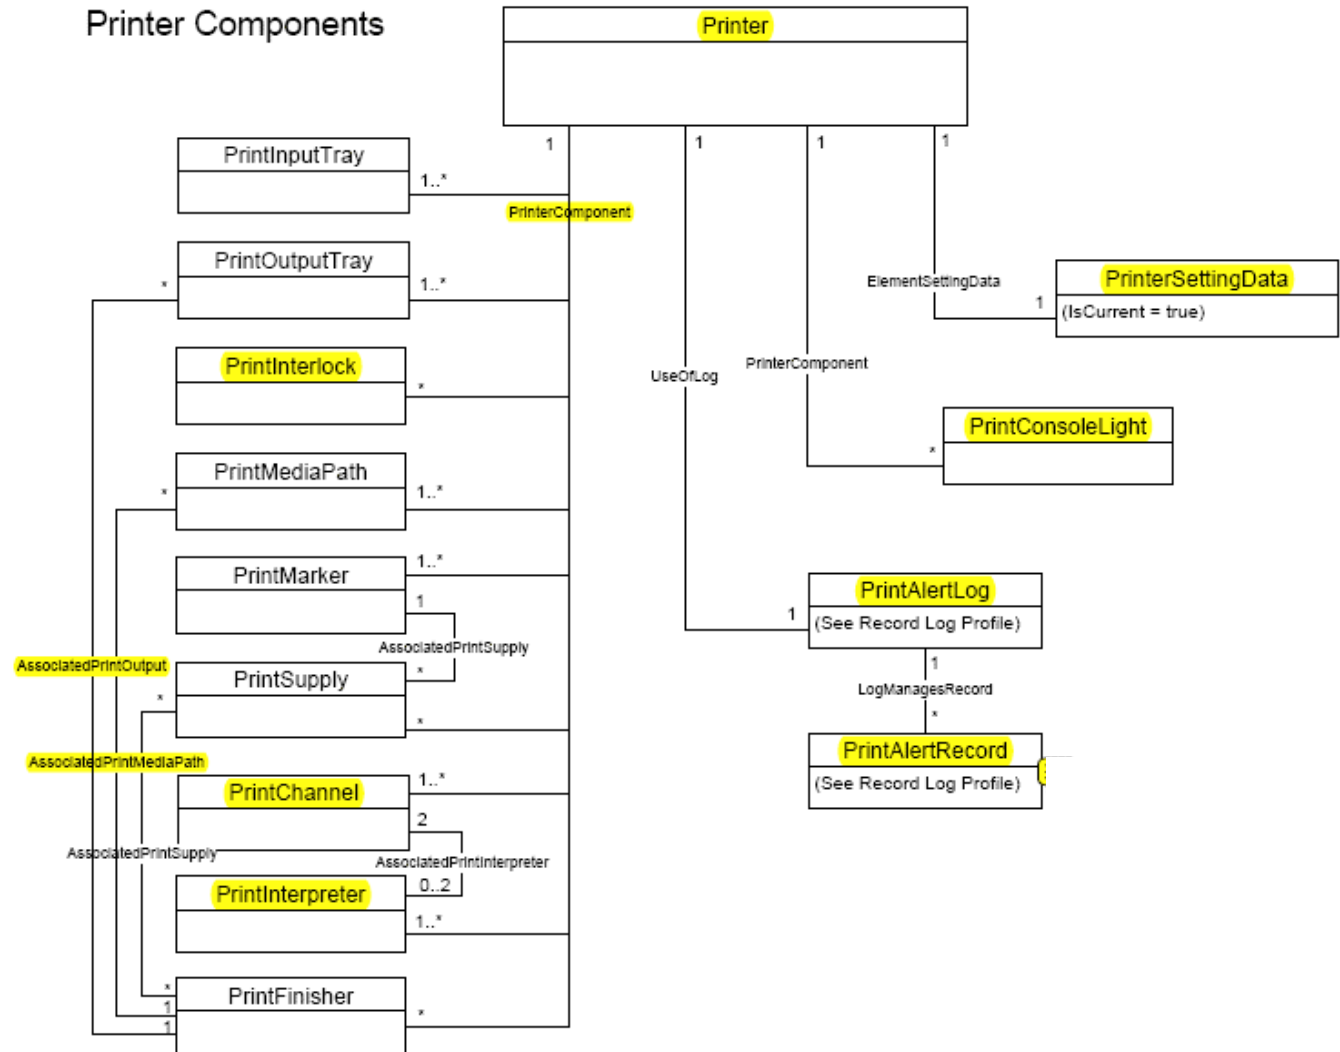 Printer Components
Printer
1
1
1
1
PrintInputTray
1..*
PrinterComponent
PrintOutputTray
*
1..*
ElementSettingData
PrinterSettingData
1
(IsCurrent = true)
PrintInterlock
*
UseOfLog
PrinterComponent
PrintConsoleLight
*
PrintMediaPath
*
1..*
PrintMarker
1..*
1
AssociatedPrintSupply
PrintAlertLog
1
(See Record Log Profile)
1
LogManagesRecord
*
AssociatedPrintOutput
PrintSupply
*
*
*
PrintAlertRecord
(See Record Log Profile)
AssociatedPrintMediaPath
PrintChannel
1..*
2
AssociatedPrintSupply
AssociatedPrintInterpreter
PrintInterpreter
0..2
1..*
PrintFinisher
*
1
1
*